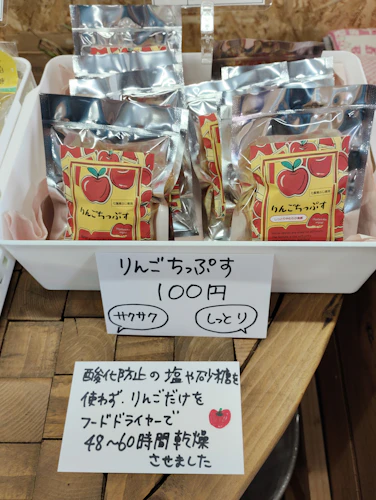 りんごちっぷす
りんごちっぷす
りんごちっぷす
100円
サクサク
しっとり
酸化防止の塩や砂糖を
使わず、りんごだけを
フードドライヤーで
48〜60時間乾燥
させました